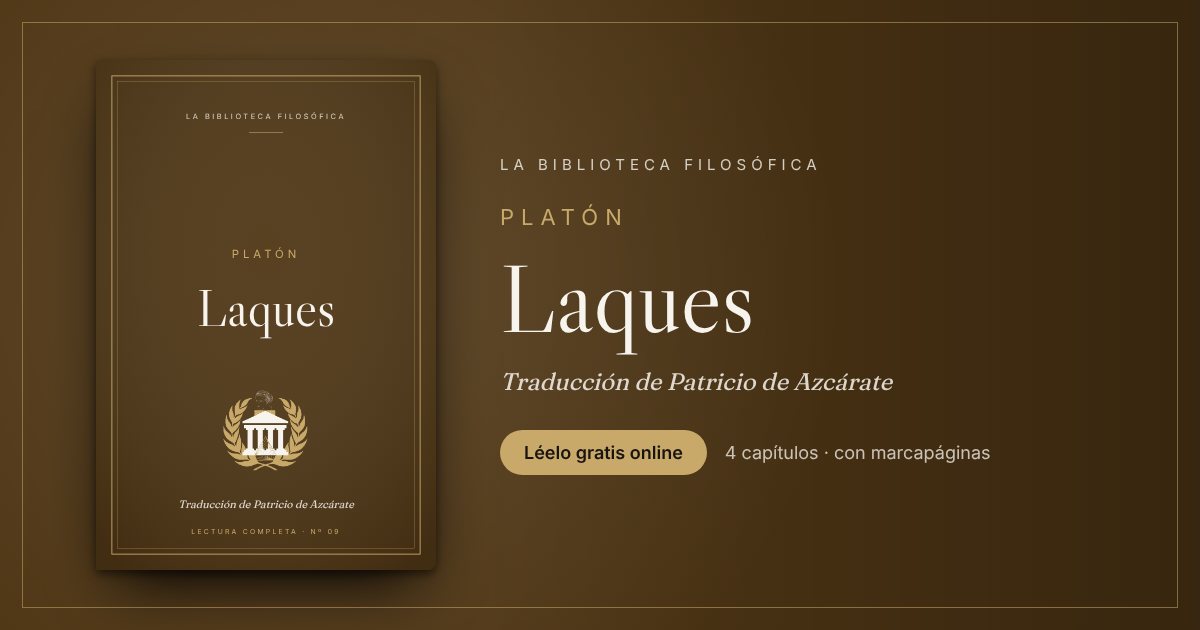 LA BIBLIOTECA FILOSÓFICA
PLATÓN
Laques
Traducción de Patricio de Azcárate
LECTURA COMPLETA · Nº 09
LA BIBLIOTECA FILOSÓFICA
PLATÓN
Laques
Traducción de Patricio de Azcárate
Léelo gratis online
4 capítulos · con marcapáginas